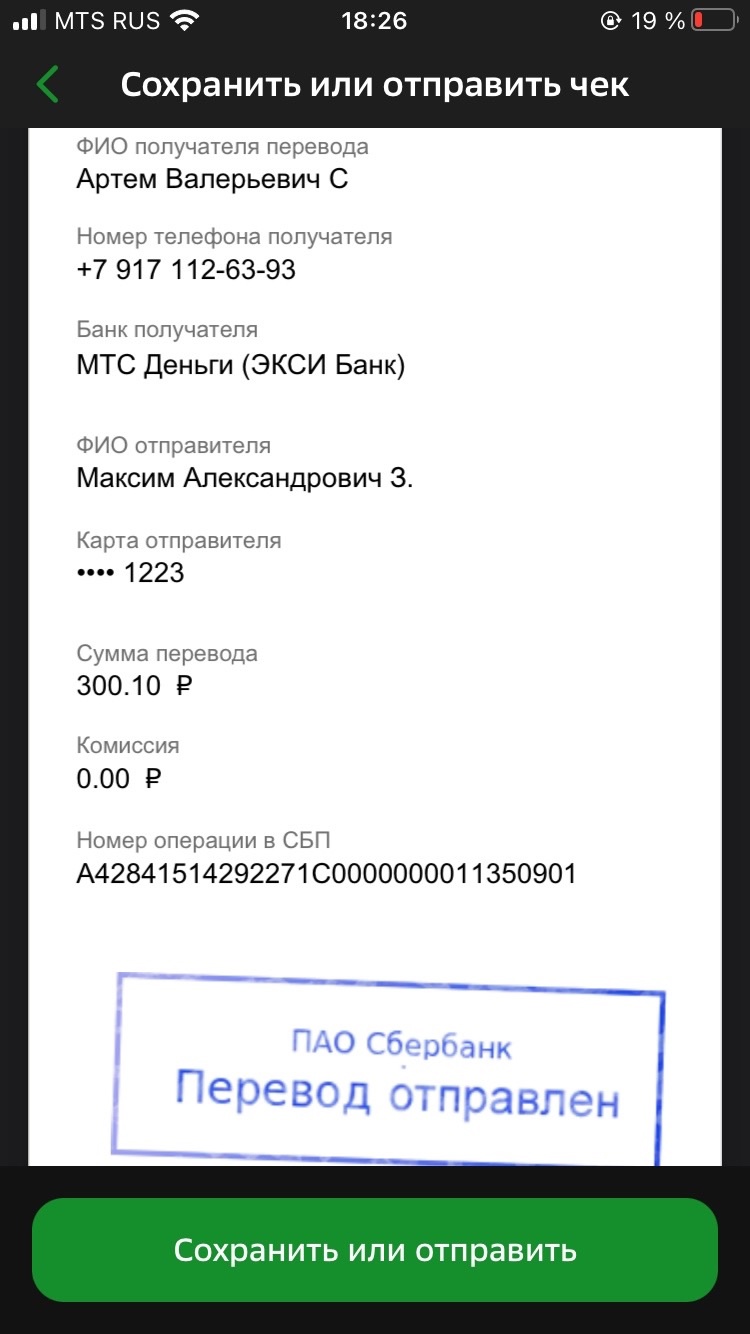 MTS RUS
18:26
19 %
Сохранить или отправить чек
ФИО получателя перевода
Артем Валерьевич С
Номер телефона получателя
+7 917 112-63-93
Банк получателя
МТС Деньги (ЭКСИ Банк)
ФИО отправителя
Максим Александрович З.
Карта отправителя
•••• 1223
Сумма перевода
300.10 ₽
Комиссия
0.00 ₽
Номер операции в СБП
A42841514292271C0000000011350901
ПАО Сбербанк
Перевод отправлен
Сохранить или отправить